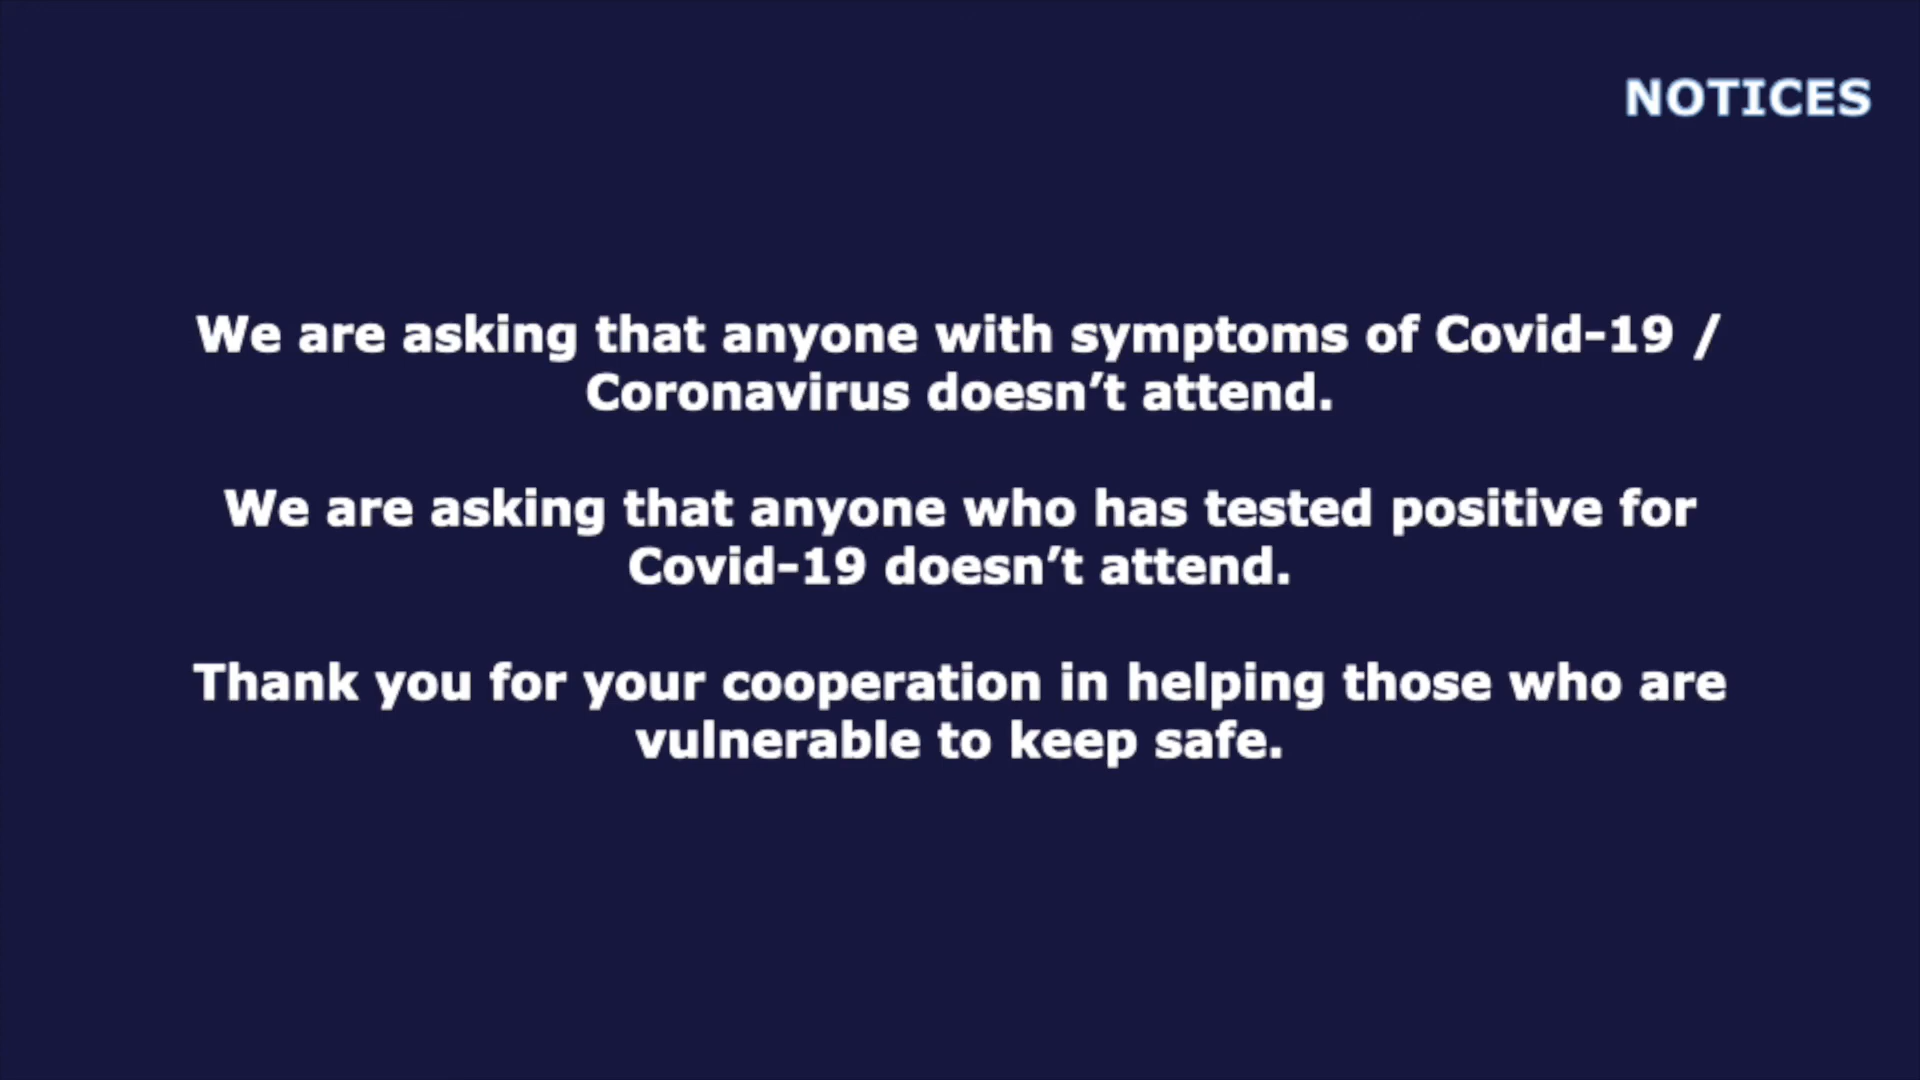 NOTICES
We are asking that anyone with symptoms of Covid-19 /
Coronavirus doesn’t attend.
We are asking that anyone who has tested positive for
Covid-19 doesn’t attend.
Thank you for your cooperation in helping those who are
vulnerable to keep safe.